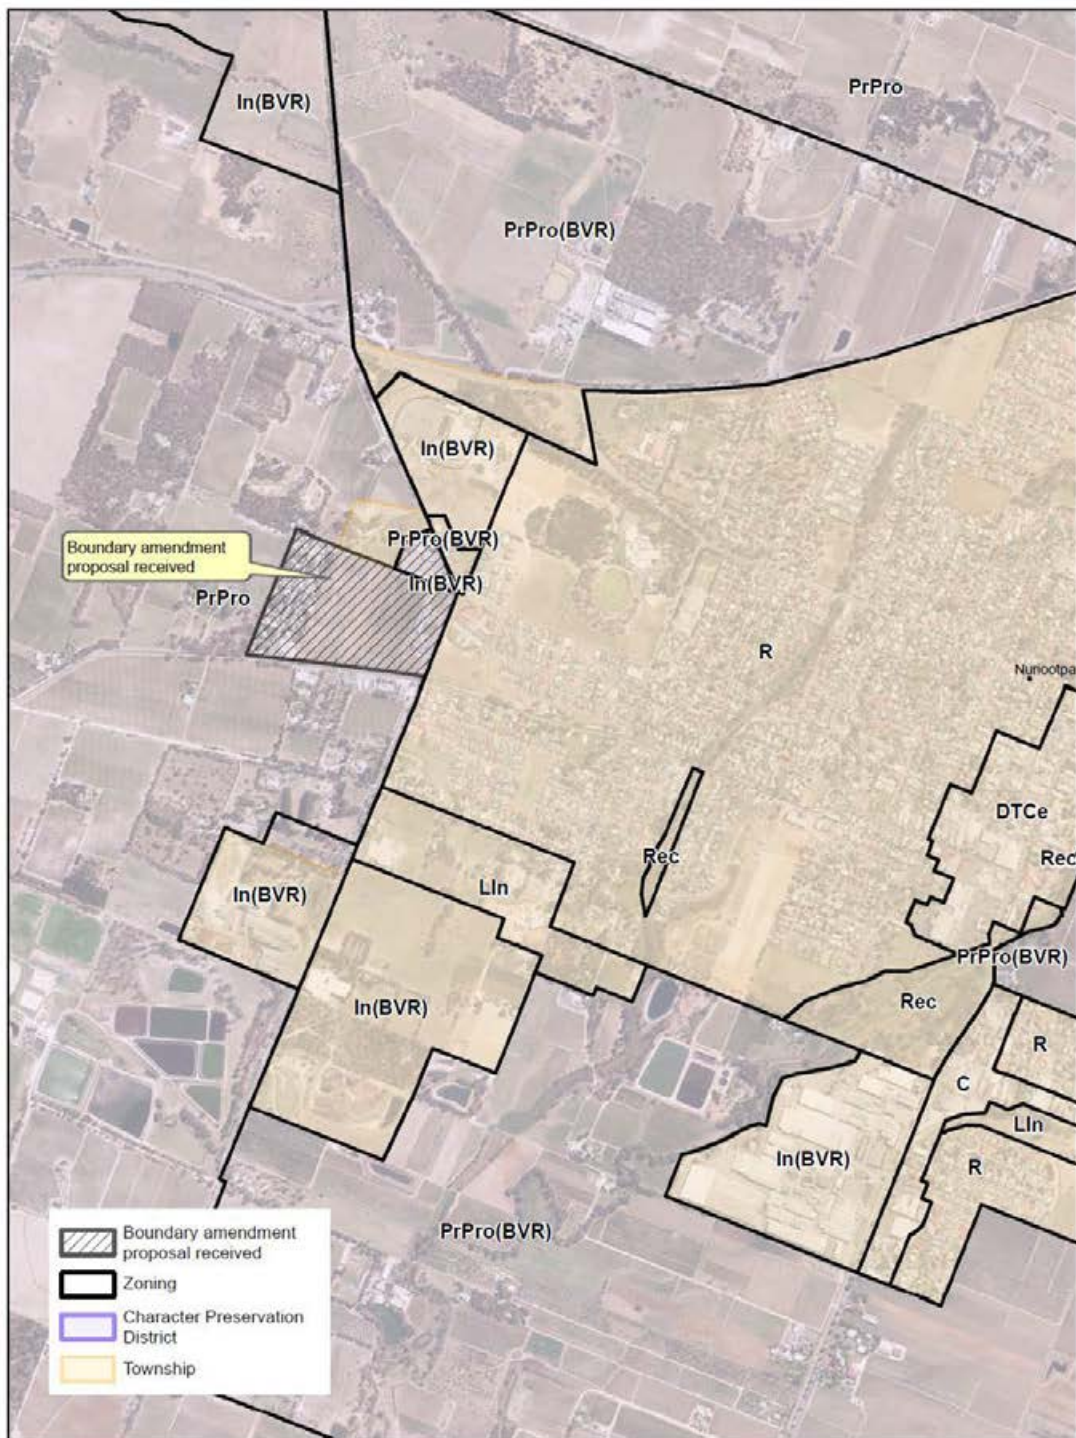 PrPro
In(BVR)
PrPro(BVR)
In(BVR)
PrPro(BVR)
Boundary amendment
proposal received
In(BVR)
PrPro
R
Nuriootpa
DTCe
Rec
Rec
LIn
In(BVR)
PrPro(BVR)
Rec
In(BVR)
R
C
LIn
In(BVR)
R
PrPro(BVR)
Boundary amendment
proposal received
Zoning
Character Preservation
District
Township